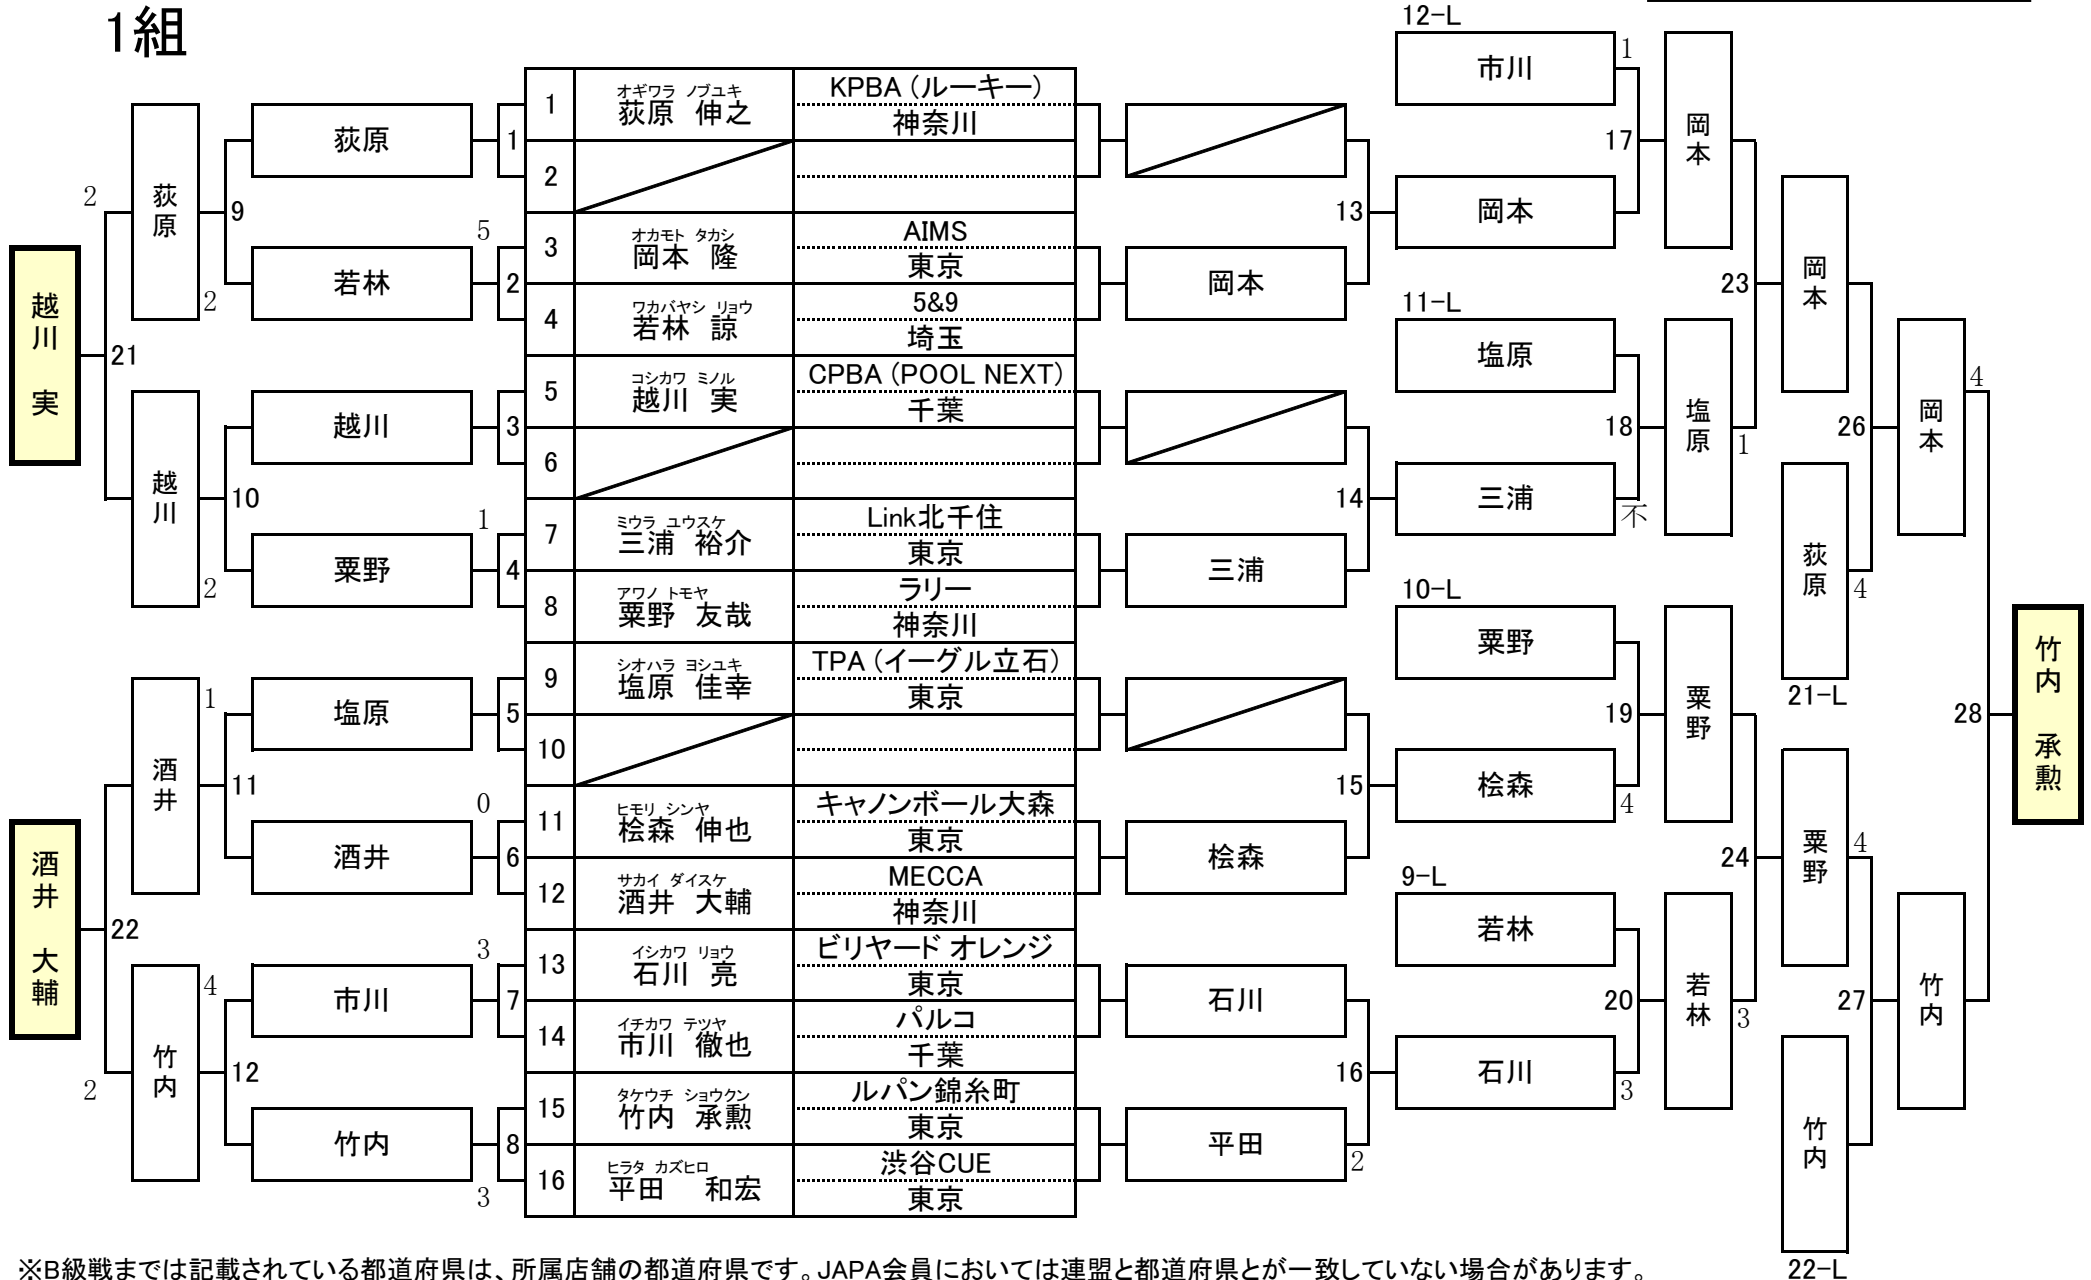 1組
1
オギワラ ノブユキ
荻原 伸之
KPBA (ルーキー)
神奈川
2
3
オカモト タカシ
岡本 隆
AIMS
東京
4
ワカバヤシ リョウ
若林 諒
5&9
埼玉
5
コシカワ ミノル
越川 実
CPBA (POOL NEXT)
千葉
6
7
ミウラ ユウスケ
三浦 裕介
Link北千住
東京
8
アワノ トモヤ
粟野 友哉
ラリー
神奈川
9
シオハラ ヨシユキ
塩原 佳幸
TPA (イーグル立石)
東京
10
11
ヒモリ シンヤ
桧森 伸也
キャノンボール大森
東京
12
サカイ ダイスケ
酒井 大輔
MECCA
神奈川
13
イシカワ リョウ
石川 亮
ビリヤード オレンジ
東京
14
イチカワ テツヤ
市川 徹也
パルコ
千葉
15
タケウチ ショウクン
竹内 承勲
ルパン錦糸町
東京
16
ヒラタ カズヒロ
平田 和宏
渋谷CUE
東京
荻原
1
5
若林
2
越川
3
1
粟野
4
塩原
5
0
酒井
6
3
市川
7
竹内
8
3
荻原
9
2
越川
10
2
1
酒井
11
4
竹内
12
2
越川 実
21
酒井 大輔
22
2
岡本
13
三浦
14
桧森
15
石川
平田
2
16
12-L
市川
1
岡本
17
11-L
塩原
三浦
不
18
10-L
粟野
桧森
4
19
9-L
若林
石川
3
20
岡本
塩原
1
23
粟野
若林
3
24
岡本
荻原
4
21-L
26
粟野
4
竹内
22-L
27
岡本
4
竹内
28
竹内 承勲
※B級戦までは記載されている都道府県は、所属店舗の都道府県です。JAPA会員においては連盟と都道府県とが一致していない場合があります。